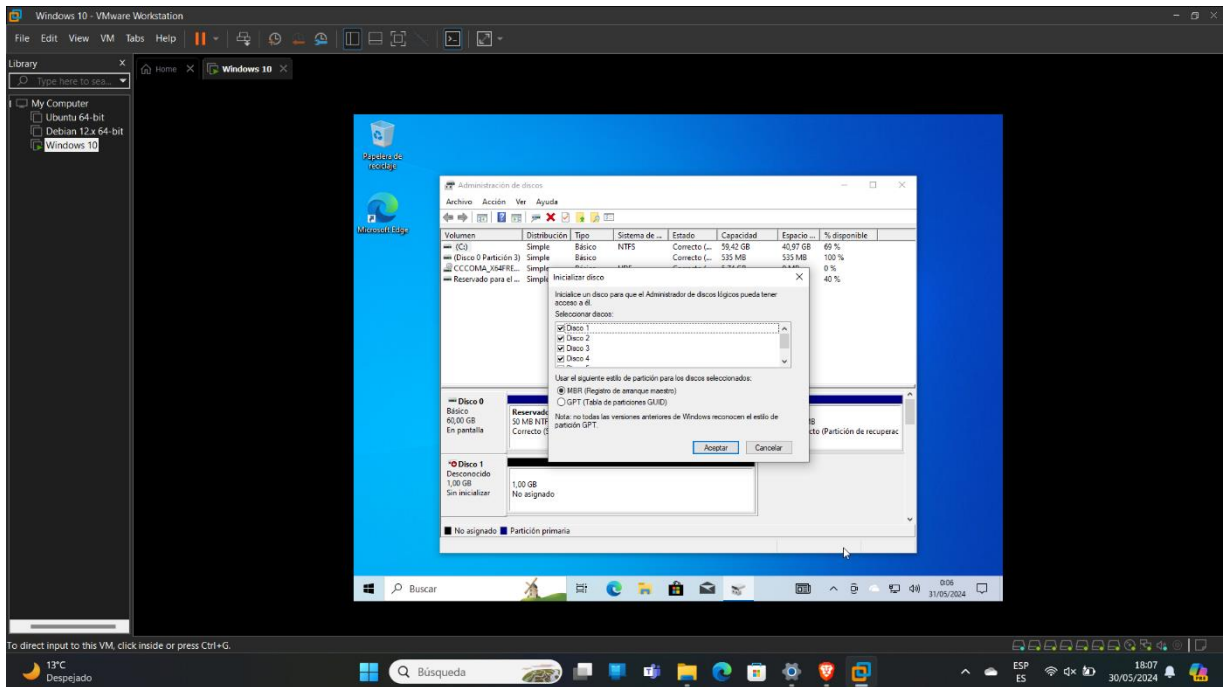 Windows 10 - VMware Workstation
File Edit View VM Tabs Help
Library X
Type here to sea...
Home X
Windows 10 X
My Computer
Ubuntu 64-bit
Debian 12.x 64-bit
Windows 10
Papelera de
reciclaje
Microsoft Edge
Administración de discos
Archivo Acción Ver Ayuda
Volumen Distribución Tipo Sistema de ... Estado Capacidad Espacio ... % disponible
(C:) Simple Básico NTFS Correcto (... 59,42 GB 40,97 GB 69 %
(Disco 0 Partición 3) Simple Básico Correcto (... 535 MB 535 MB 100 %
CCCOMA_X64FRE... Simple 0 %
Reservado para el ... Simple 40 %
Inicializar disco
Inicialice un disco para que el Administrador de discos lógicos pueda tener
acceso a él.
Seleccionar discos:
Disco 1
Disco 2
Disco 3
Disco 4
Usar el siguiente estilo de partición para los discos seleccionados:
MBR (Registro de arranque maestro)
GPT (Tabla de particiones GUID)
Nota: no todas las versiones anteriores de Windows reconocen el estilo de
partición GPT.
Aceptar Cancelar
Disco 0
Básico
60,00 GB
En pantalla
Reservado
50 MB NTF
Correcto (S
(Partición de recuperac
Disco 1
Desconocido
1,00 GB
Sin inicializar
1,00 GB
No asignado
No asignado Partición primaria
Buscar
0:06
31/05/2024
To direct input to this VM, click inside or press Ctrl+G.
13°C
Despejado
Búsqueda
ESP
ES
18:07
30/05/2024